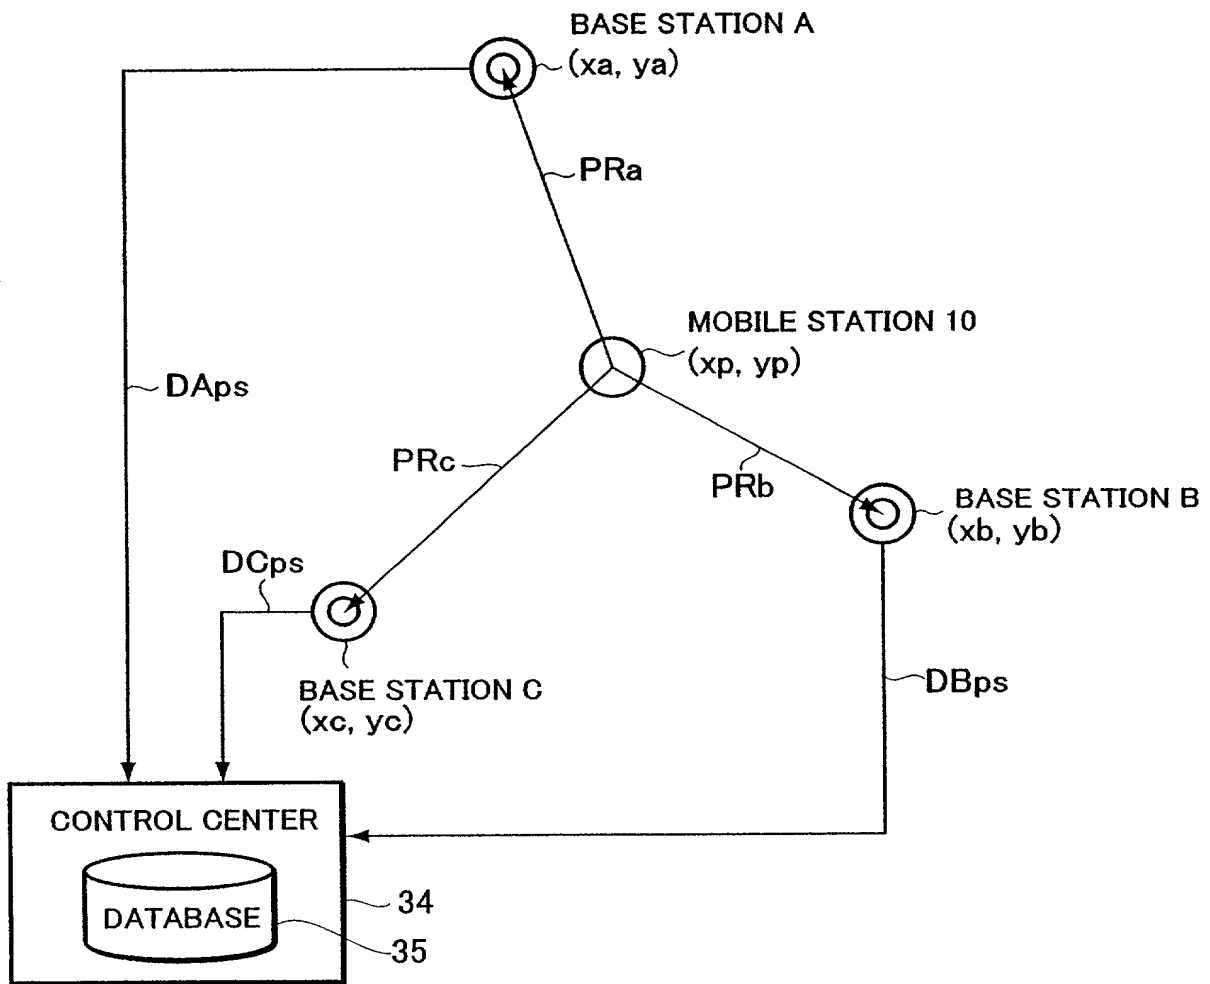 BASE STATION A
(xa, ya)
PRa
MOBILE STATION 10
(xp, yp)
DAps
PRc
PRb
BASE STATION B
(xb, yb)
DCps
BASE STATION C
(xc, yc)
DBps
CONTROL CENTER
DATABASE
34
35